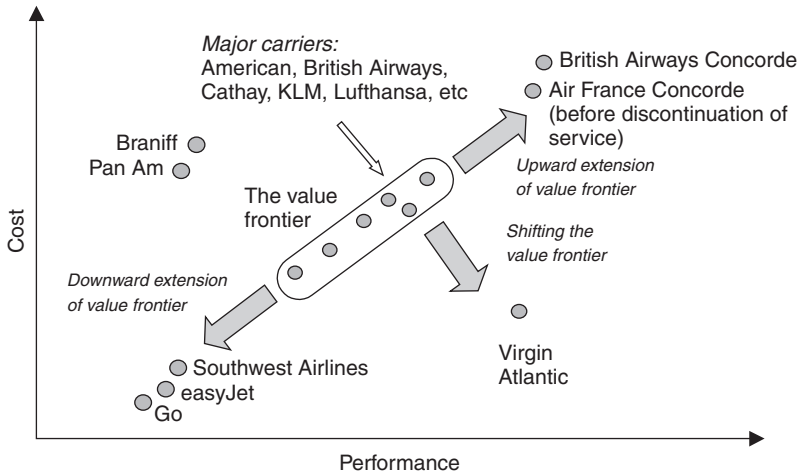 Major carriers:
American, British Airways,
Cathay, KLM, Lufthansa, etc
British Airways Concorde
Air France Concorde
(before discontinuation of
service)
Braniff
Pan Am
Upward extension
of value frontier
The value
frontier
Shifting the
value frontier
Cost
Downward extension
of value frontier
Virgin
Atlantic
Southwest Airlines
easyJet
Go
Performance